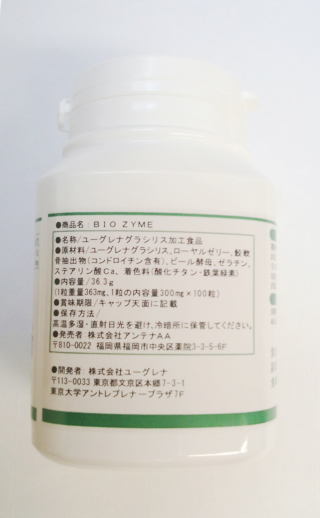 ●商品名:BIO ZYME
●名称/ユーグレナグラシリス加工食品
●原材料/ユーグレナグラシリス、ローヤルゼリー、鮫軟
骨抽出物(コンドロイチン含有)、ビール酵母、ゼラチン、
ステアリン酸Ca、着色料(酸化チタン・鉄葉緑素)
●内容量/36.3g
(1粒重量363mg、1粒の内容量300mg×100粒)
●賞味期限/キャップ天面に記載
●保存方法/
高温多湿・直射日光を避け、冷暗所に保管してください。
●発売者 株式会社アンテナAA
〒810-0022 福岡県福岡市中央区薬院3-3-5-6F
●開発者:株式会社ユーグレナ
〒113-0033 東京都文京区本郷7-3-1
東京大学アントレプレナープラザ7F